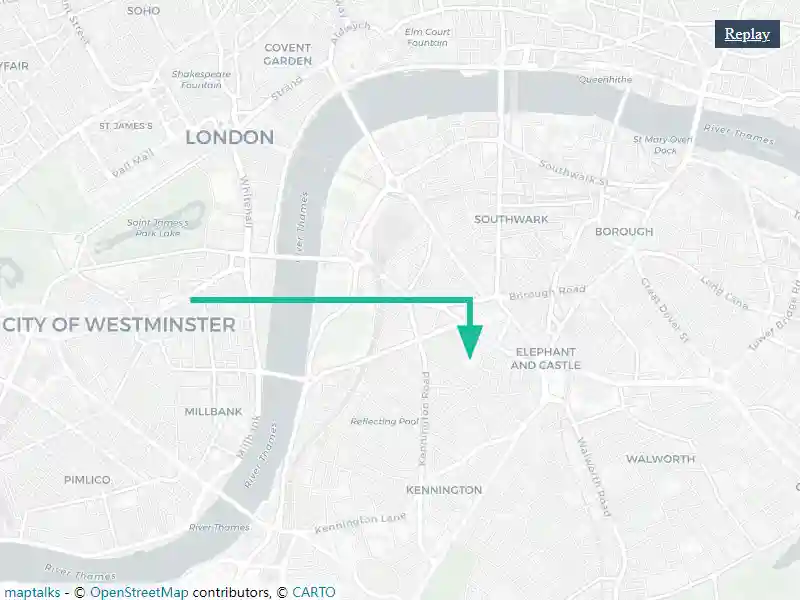 SOHO
Elm Court
Fountain
Aldwych
COVENT
GARDEN
Replay
Shakespeare
Fountain
Strand
Queenhithe
ST JAMES'S
LONDON
River Thames
St Mary Overi
Dock
Pall Mall
Southwark St
Whitehall
Saint James's
Park Lake
River Thames
SOUTHWARK
BOROUGH
Long Lane
Great Dover St
Tower Bridge Road
Borough Road
CITY OF WESTMINSTER
ELEPHANT
AND CASTLE
MILLBANK
Millbank
Reflecting Pool
Kennington Road
River Thames
Walworth Road
WALWORTH
PIMLICO
KENNINGTON
River Thames
Kennington Lane
River Thames
maptalks - © OpenStreetMap contributors, © CARTO